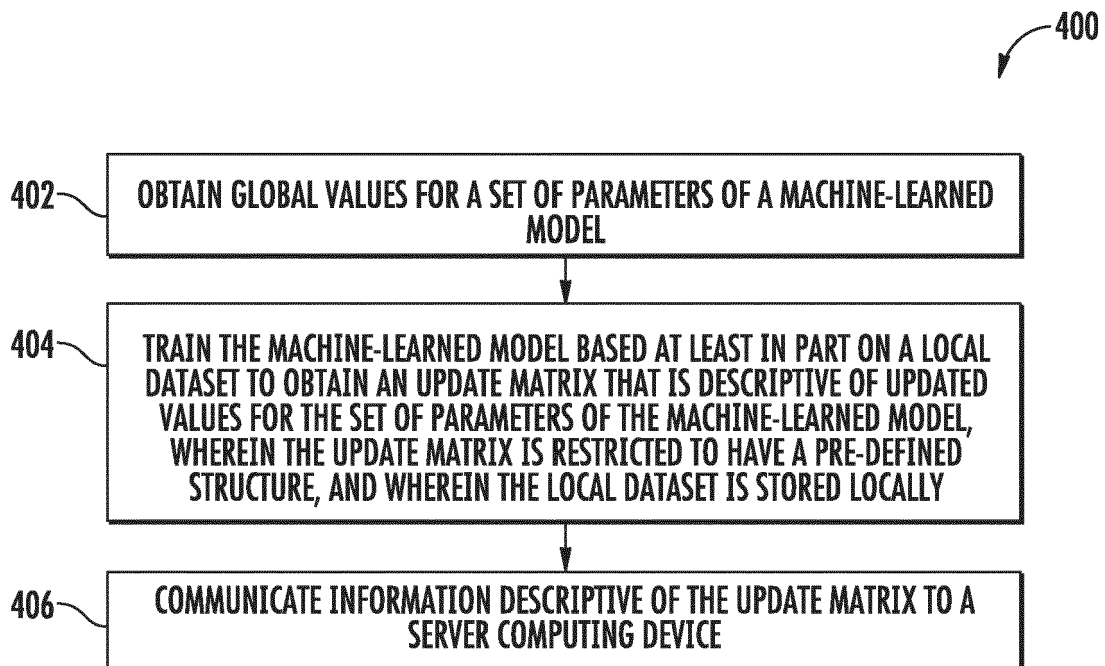 400
402
OBTAIN GLOBAL VALUES FOR A SET OF PARAMETERS OF A MACHINE-LEARNED
MODEL
404
TRAIN THE MACHINE-LEARNED MODEL BASED AT LEAST IN PART ON A LOCAL
DATASET TO OBTAIN AN UPDATE MATRIX THAT IS DESCRIPTIVE OF UPDATED
VALUES FOR THE SET OF PARAMETERS OF THE MACHINE-LEARNED MODEL,
WHEREIN THE UPDATE MATRIX IS RESTRICTED TO HAVE A PRE-DEFINED
STRUCTURE, AND WHEREIN THE LOCAL DATASET IS STORED LOCALLY
406
COMMUNICATE INFORMATION DESCRIPTIVE OF THE UPDATE MATRIX TO A
SERVER COMPUTING DEVICE